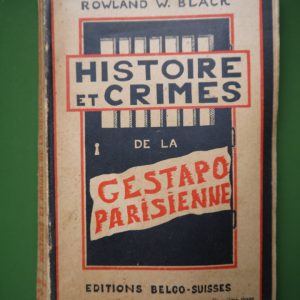 ROWLAND W. BLACK
HISTOIRE
ET CRIMES
DE LA
GESTAPO
PARISIENNE
EDITIONS BELGO-SUISSES